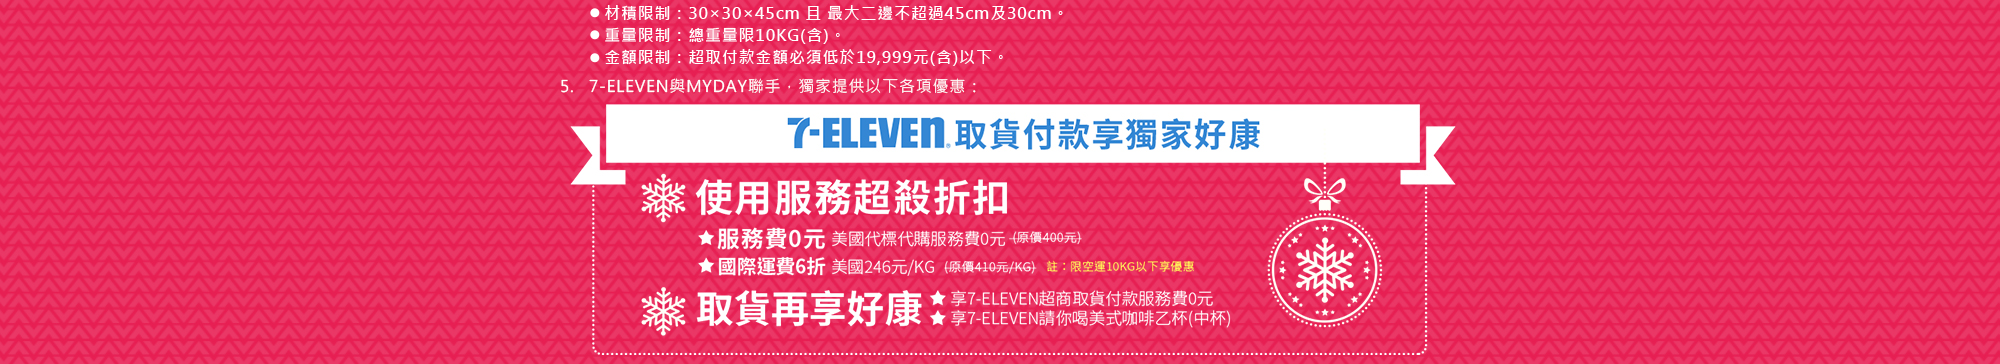 ●材積限制：30×30×45cm 且 最大二邊不超過45cm及30cm。
●重量限制：總重量限10KG(含)。
●金額限制：超取付款金額必須低於19,999元(含)以下。
5. 7-ELEVEN與MYDAY聯手，獨家提供以下各項優惠：
7-ELEVEn® 取貨付款享獨家好康
使用服務超殺折扣
★服務費0元 美國代標代購服務費0元 (原價400元)
★國際運費6折 美國246元/KG (原價410元/KG) 註：限空運10KG以下享優惠
取貨再享好康
★享7-ELEVEN超商取貨付款服務費0元
★享7-ELEVEN請你喝美式咖啡乙杯(中杯)